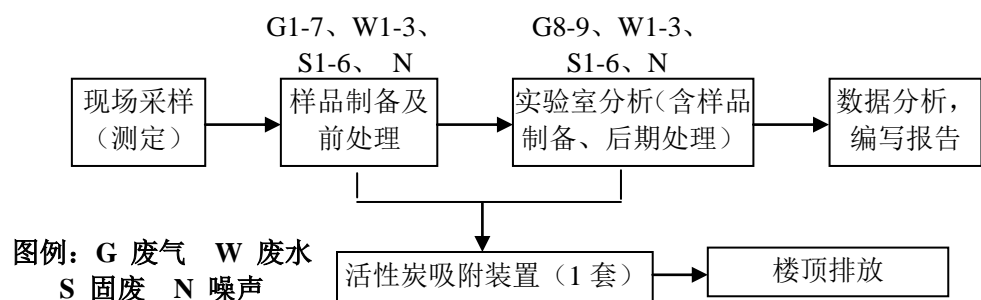 G1-7、W1-3、
S1-6、 N
G8-9、W1-3、
S1-6、N
现场采样
（测定）
样品制备及
前处理
实验室分析（含样品
制备、后期处理）
数据分析，
编写报告
图例：G 废气 W 废水
S 固废 N 噪声
活性炭吸附装置（1 套）
楼顶排放